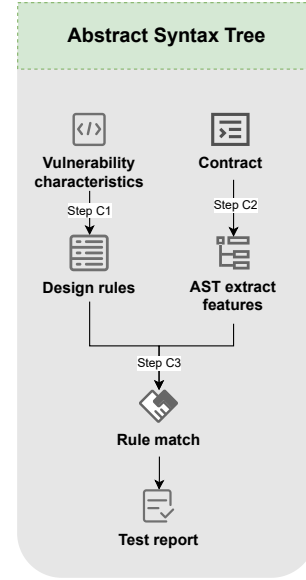 Abstract Syntax Tree
Vulnerability
characteristics
Contract
Step C1
Step C2
Design rules
AST extract
features
Step C3
Rule match
Test report